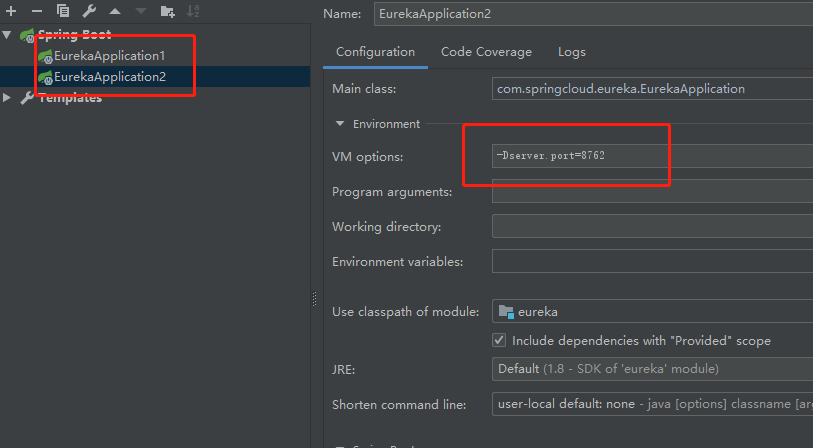 Name: EurekaApplication2
Spring Boot
EurekaApplication1
EurekaApplication2
Templates
Configuration Code Coverage Logs
Main class: com.springcloud.eureka.EurekaApplication
Environment
VM options: -Dserver.port=8762
Program arguments:
Working directory:
Environment variables:
Use classpath of module: eureka
Include dependencies with "Provided" scope
JRE: Default (1.8 - SDK of 'eureka' module)
Shorten command line: user-local default: none - java [options] classname [ar